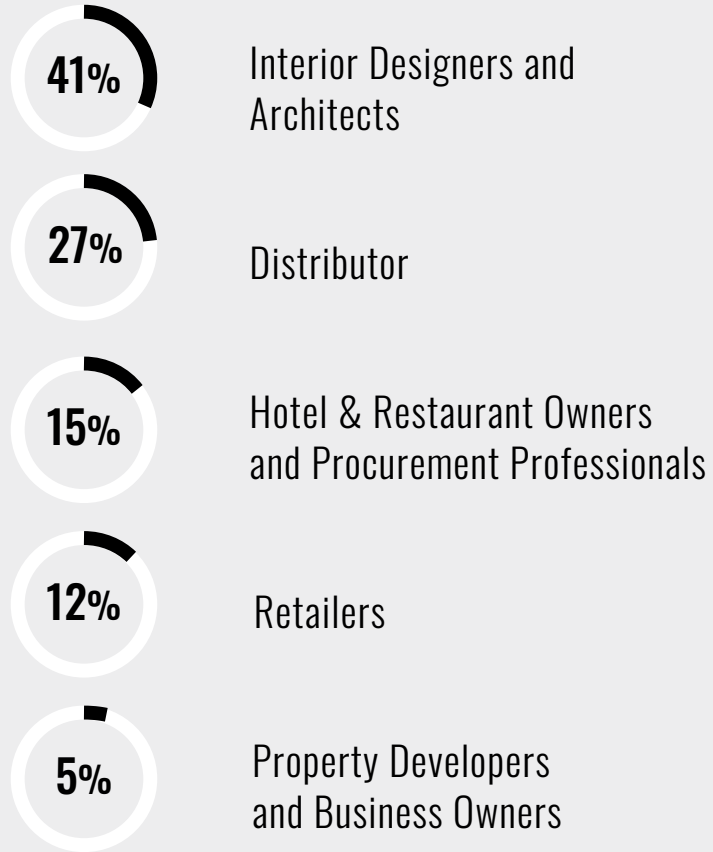 41%
Interior Designers and
Architects
27%
Distributor
15%
Hotel & Restaurant Owners
and Procurement Professionals
12%
Retailers
5%
Property Developers
and Business Owners